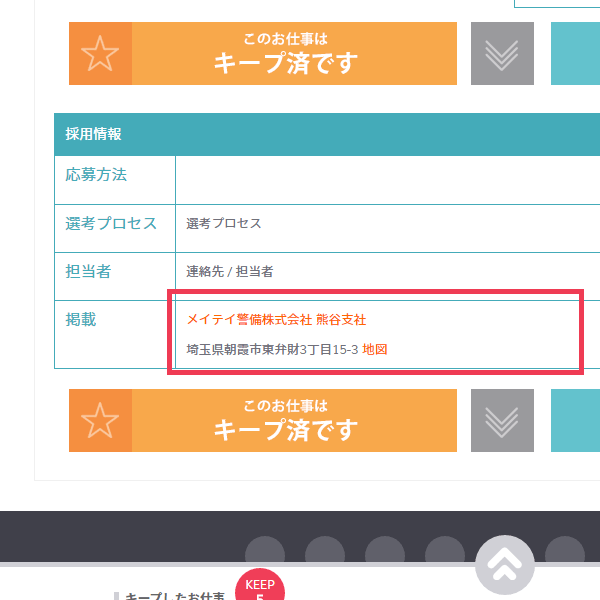 このお仕事は
キープ済です
採用情報
応募方法
選考プロセス
選考プロセス
担当者
連絡先 / 担当者
掲載
メイテイ警備株式会社 熊谷支社
埼玉県朝霞市東弁財3丁目15-3 地図
このお仕事は
キープ済です
キープしたお仕事
KEEP
5